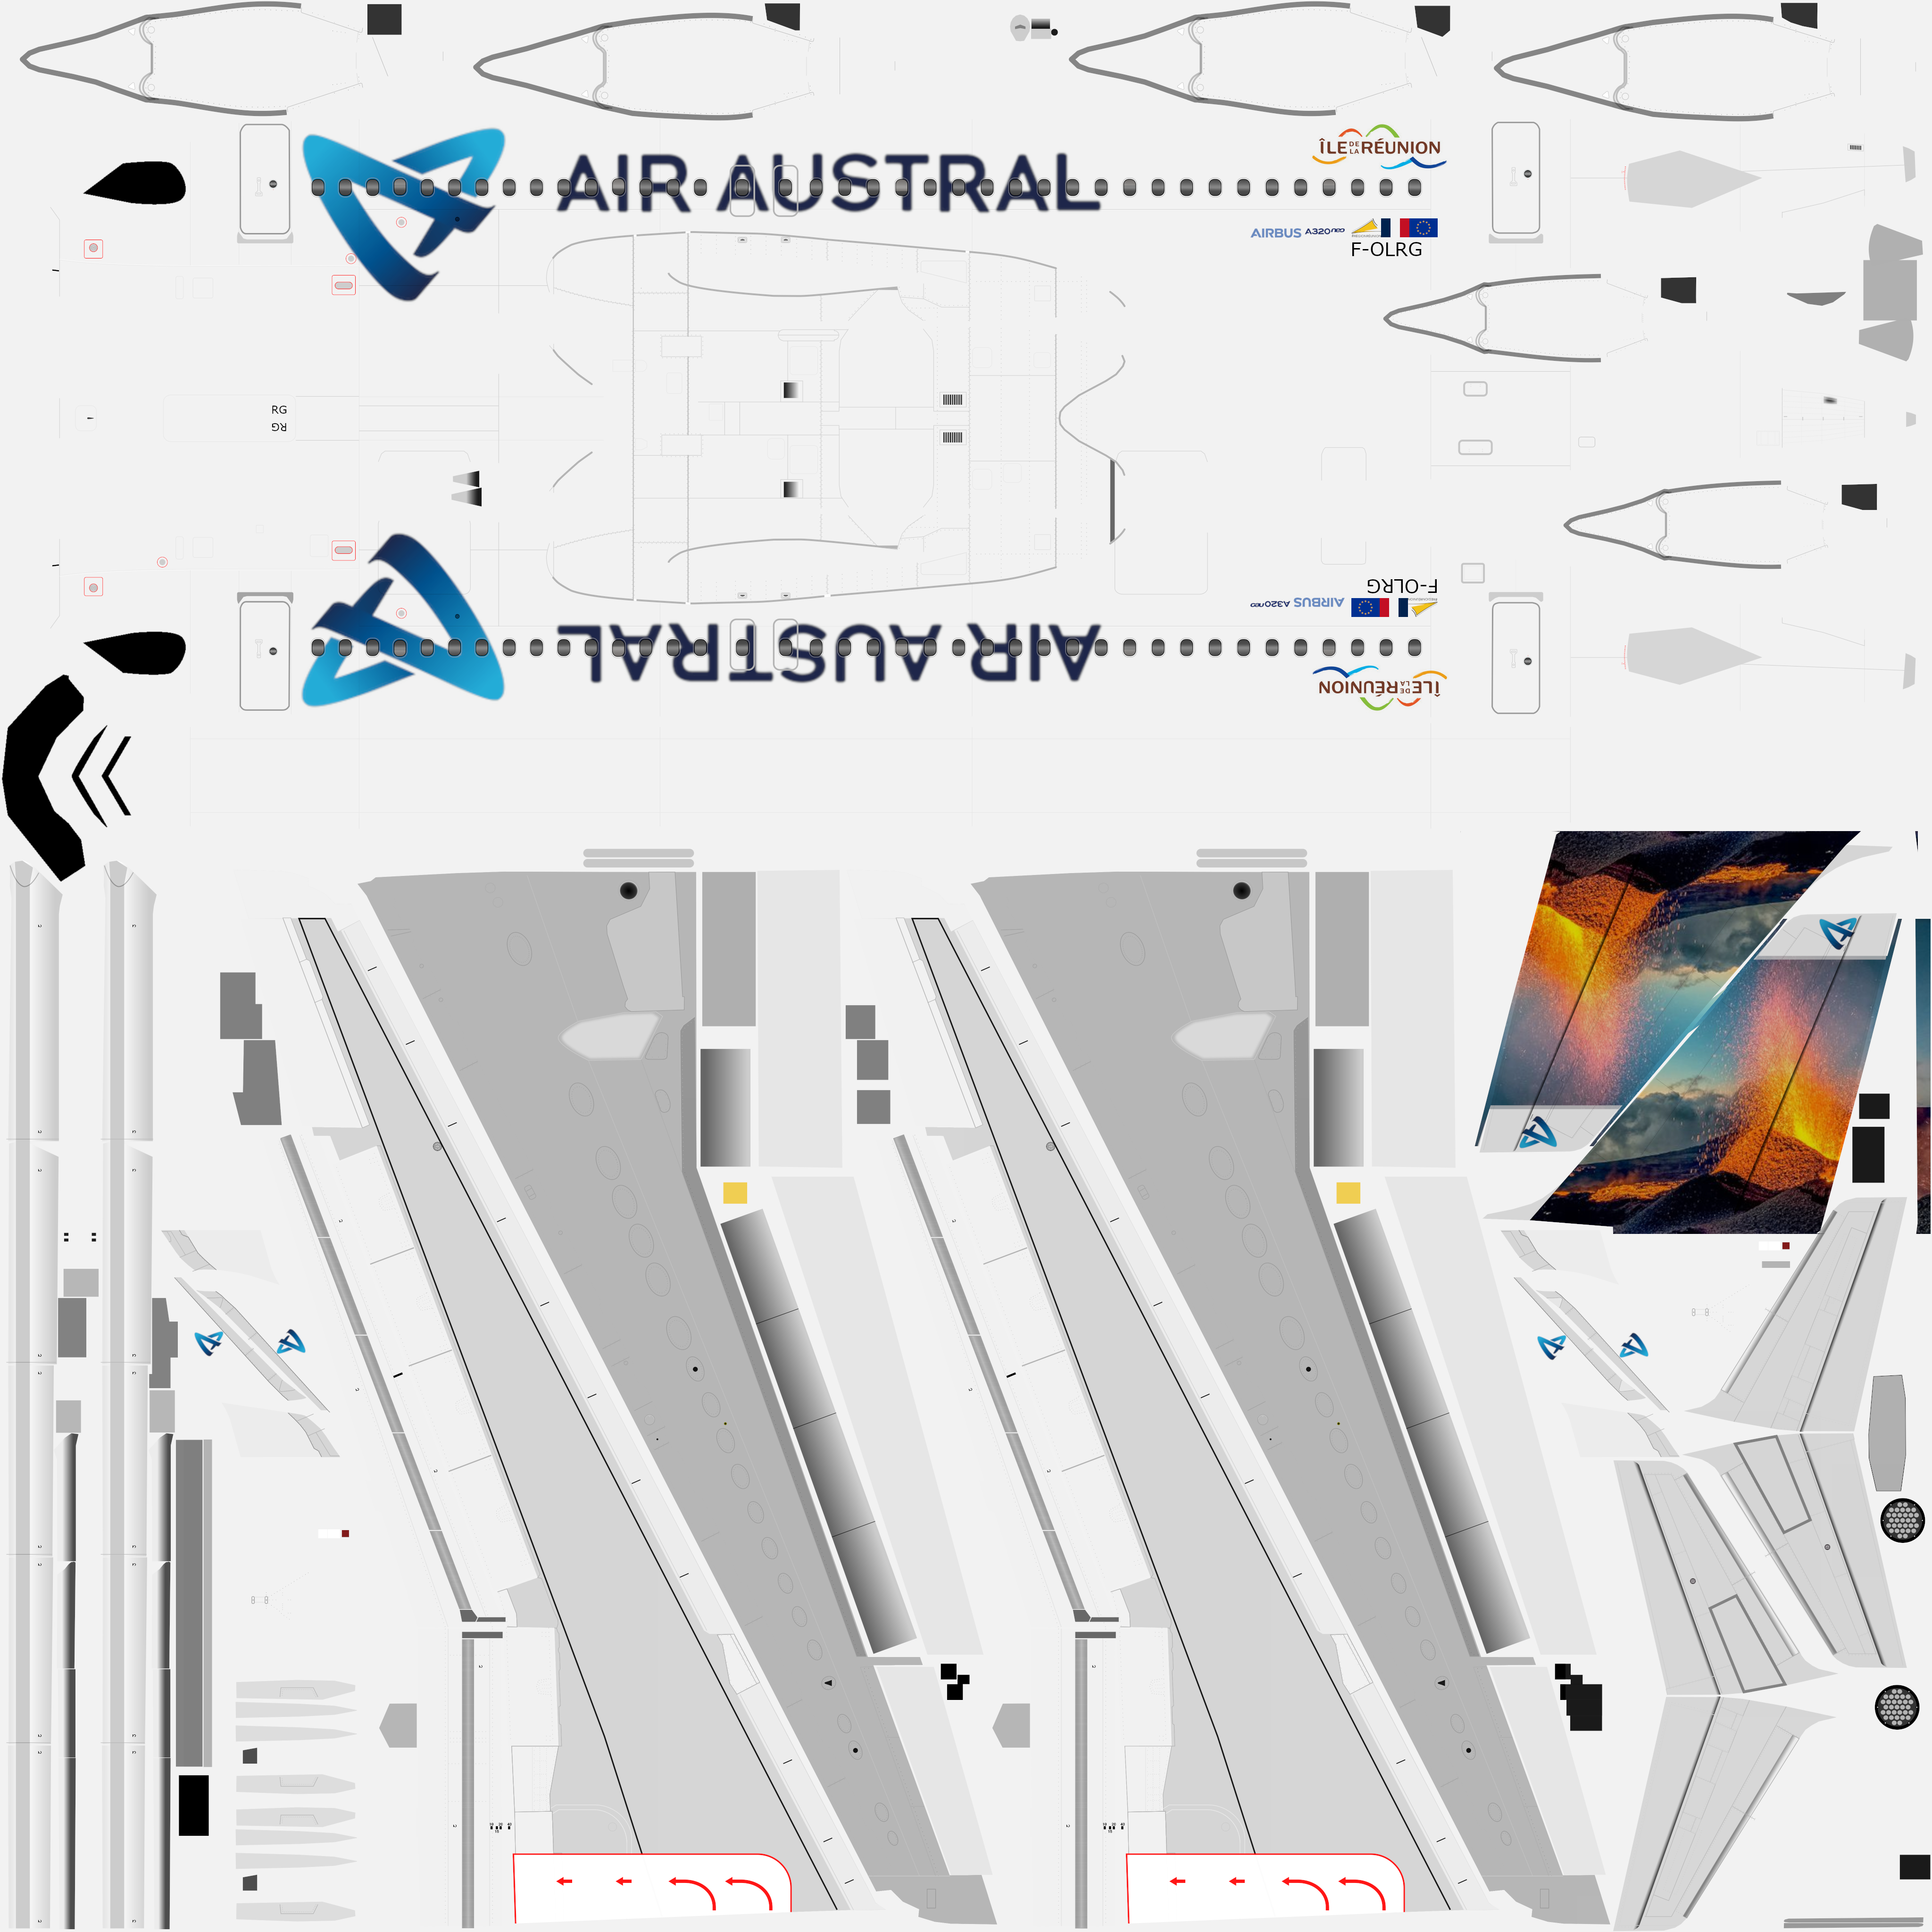 AIR AUSTRAL
ÎLE DE LA RÉUNION
AIRBUS A320neo
F-OLRG
RG
RG
F-OLRG
AIRBUS A320neo
AIR AUSTRAL
ÎLE DE LA RÉUNION